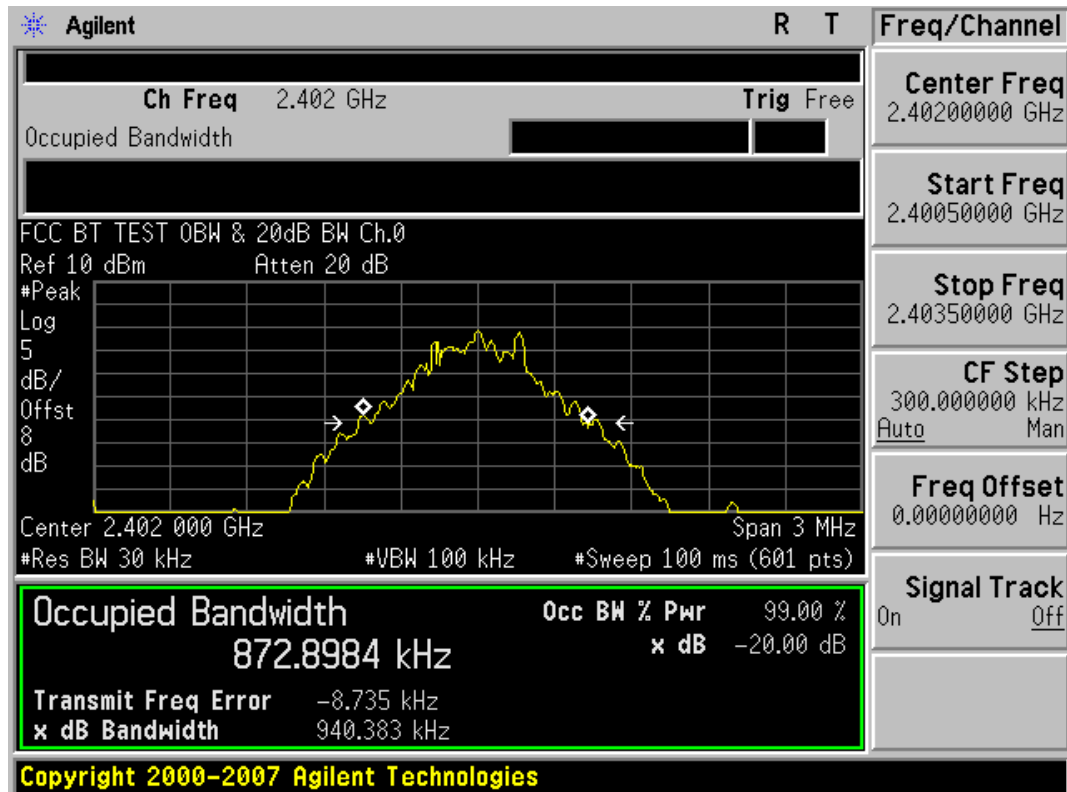 Agilent R T Freq/Channel
Ch Freq 2.402 GHz Trig Free
Occupied Bandwidth
Center Freq
2.40200000 GHz
Start Freq
2.40050000 GHz
Stop Freq
2.40350000 GHz
CF Step
300.000000 kHz
Auto Man
Freq Offset
0.00000000 Hz
Signal Track
On Off
FCC BT TEST OBW & 20dB BW Ch.0
Ref 10 dBm Atten 20 dB
#Peak
Log
5
dB/
Offst
8
dB
Center 2.402 000 GHz Span 3 MHz
#Res BW 30 kHz #VBW 100 kHz #Sweep 100 ms (601 pts)
Occupied Bandwidth Occ BW % Pwr 99.00 %
872.8984 kHz x dB -20.00 dB
Transmit Freq Error -8.735 kHz
x dB Bandwidth 940.383 kHz
Copyright 2000-2007 Agilent Technologies